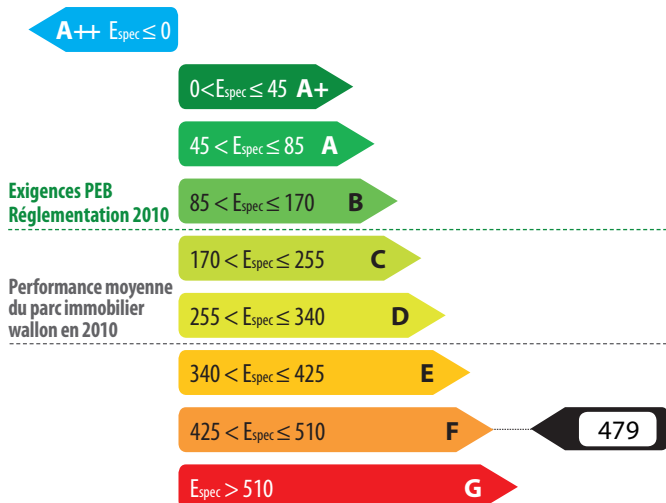 A++ Espec ≤ 0
0<Espec ≤ 45 A+
45 < Espec ≤ 85 A
Exigences PEB
Réglementation 2010
85 < Espec ≤ 170 B
170 < Espec ≤ 255 C
Performance moyenne
du parc immobilier
wallon en 2010
255 < Espec ≤ 340 D
340 < Espec ≤ 425 E
425 < Espec ≤ 510 F
479
Espec > 510 G